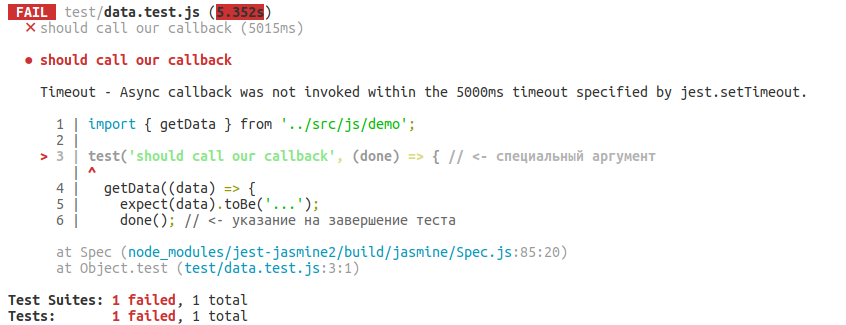 FAIL test/data.test.js (5.352s)
✕ should call our callback (5015ms)
● should call our callback
Timeout - Async callback was not invoked within the 5000ms timeout specified by jest.setTimeout.
1 | import { getData } from '../src/js/demo';
2 |
> 3 | test('should call our callback', (done) => { // <- специальный аргумент
| ^
4 | getData((data) => {
5 | expect(data).toBe('...');
6 | done(); // <- указание на завершение теста
at Spec (node_modules/jest-jasmine2/build/jasmine/Spec.js:85:20)
at Object.test (test/data.test.js:3:1)
Test Suites: 1 failed, 1 total
Tests: 1 failed, 1 total